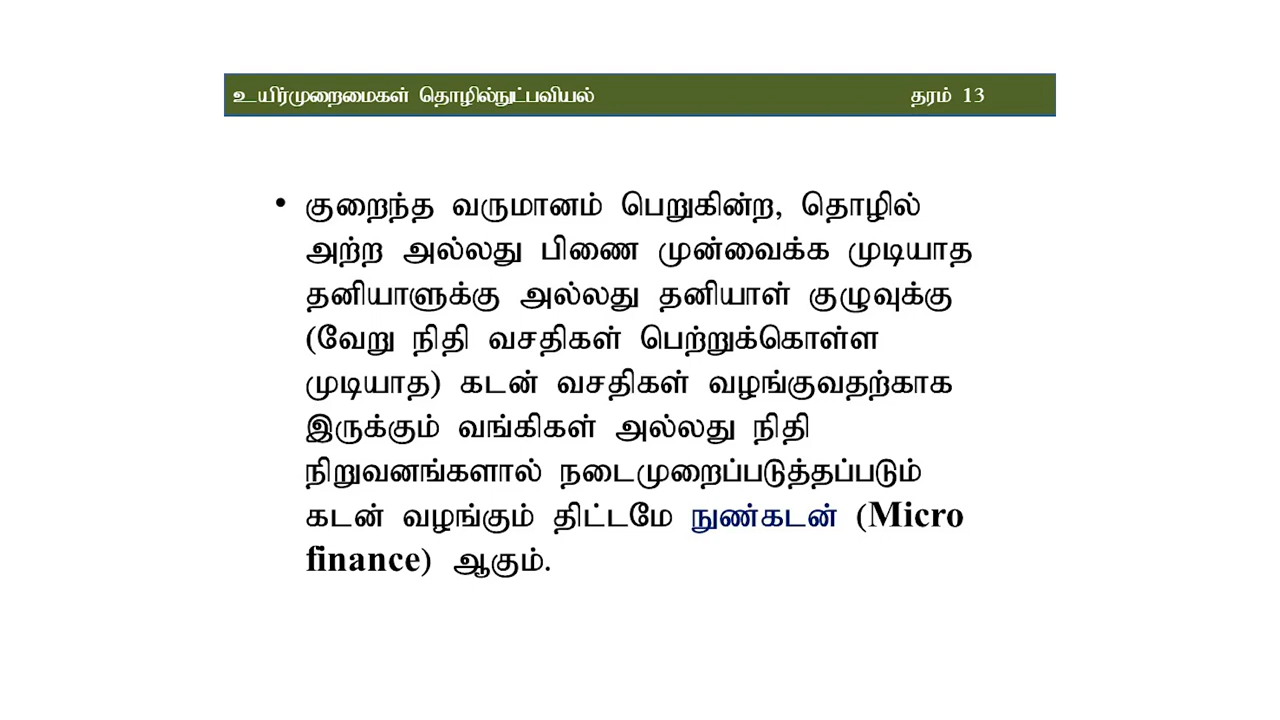 உயிர்முறைமைகள் தொழில்நுட்பவியல் தரம் 13
• குறைந்த வருமானம் பெறுகின்ற, தொழில்
அற்ற அல்லது பிணை முன்வைக்க முடியாத
தனியாளுக்கு அல்லது தனியாள் குழுவுக்கு
(வேறு நிதி வசதிகள் பெற்றுக்கொள்ள
முடியாத) கடன் வசதிகள் வழங்குவதற்காக
இருக்கும் வங்கிகள் அல்லது நிதி
நிறுவனங்களால் நடைமுறைப்படுத்தப்படும்
கடன் வழங்கும் திட்டமே நுண்கடன் (Micro
finance) ஆகும்.